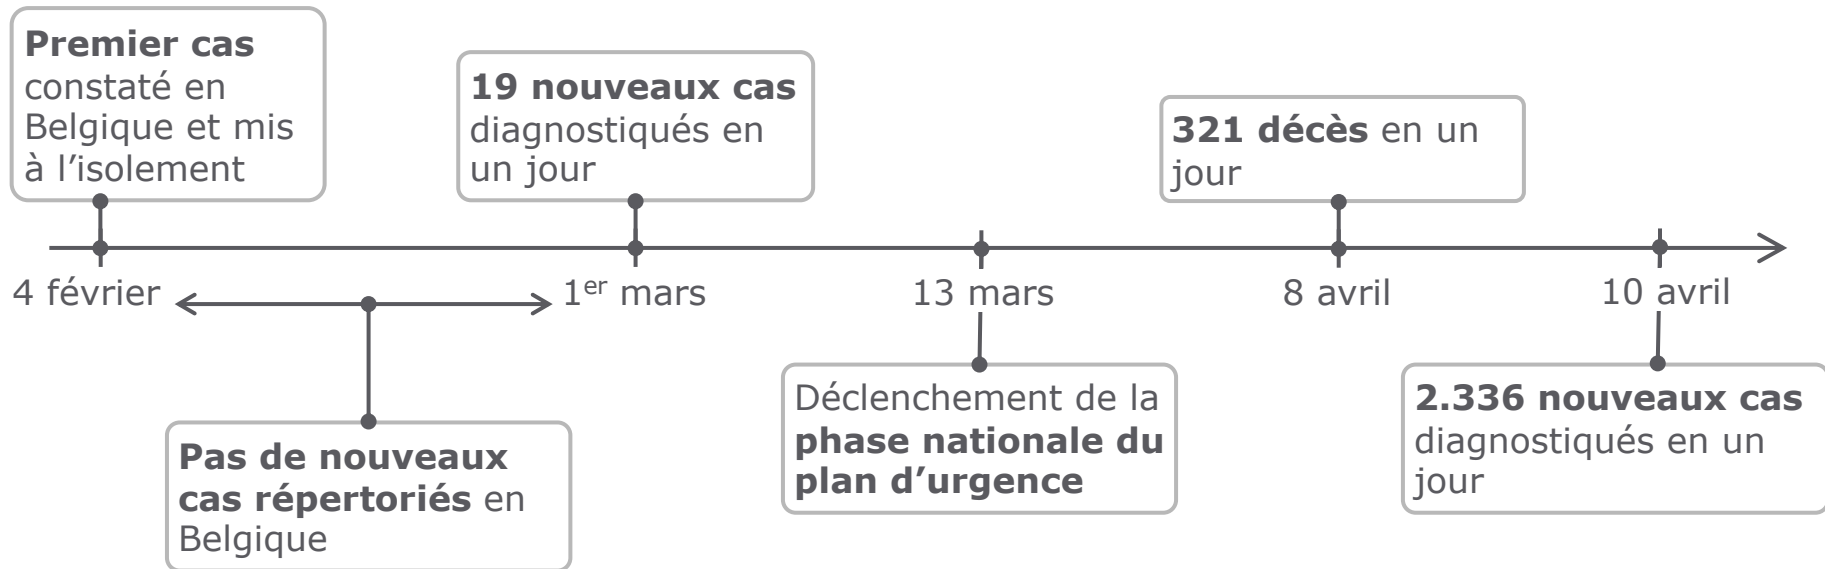 Premier cas
constaté en
Belgique et mis
à l’isolement
19 nouveaux cas
diagnostiqués en
un jour
321 décès en un
jour
4 février
1er mars
13 mars
8 avril
10 avril
Pas de nouveaux
cas répertoriés en
Belgique
Déclenchement de la
phase nationale du
plan d’urgence
2.336 nouveaux cas
diagnostiqués en un
jour